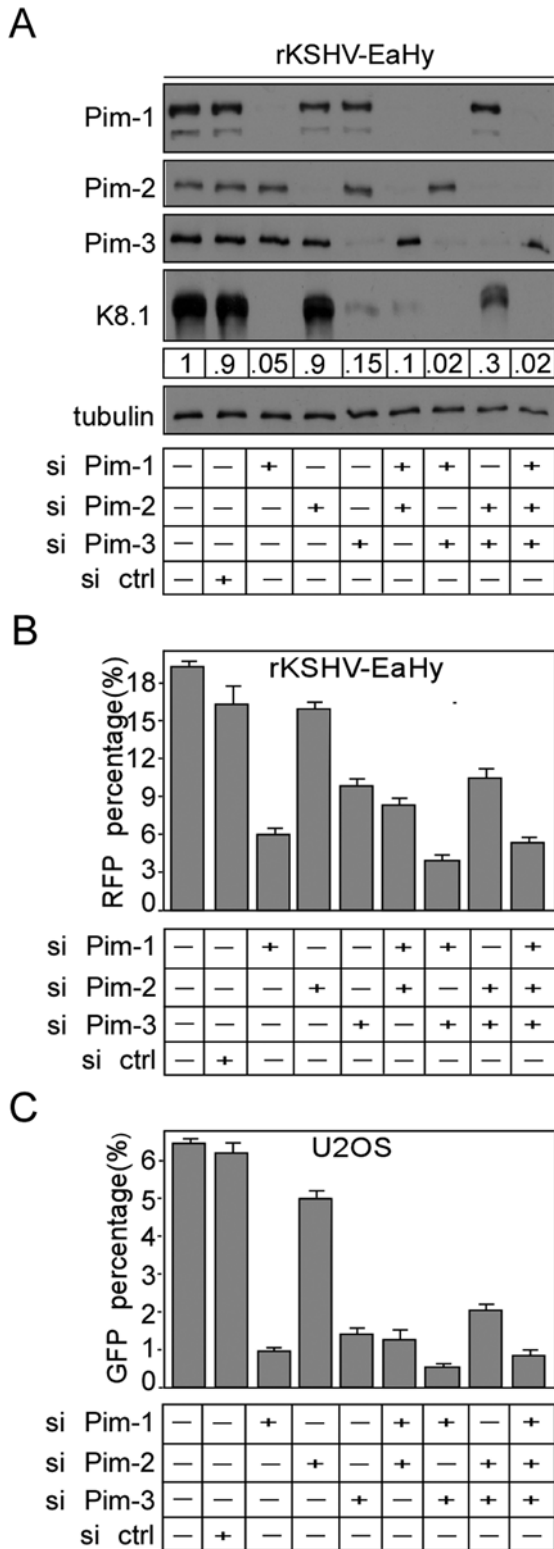 A
rKSHV-EaHy
Pim-1
Pim-2
Pim-3
K8.1
1 .9 .05 .9 .15 .1 .02 .3 .02
tubulin
si Pim-1 — — + — — + + — +
si Pim-2 — — — + — + — + +
si Pim-3 — — — — + — + + +
si ctrl — + — — — — — — —
B
rKSHV-EaHy
RFP percentage(%)
18
15
12
9
6
3
0
si Pim-1 — — + — — + + — +
si Pim-2 — — — + — + — + +
si Pim-3 — — — — + — + + +
si ctrl — + — — — — — — —
C
U2OS
GFP percentage(%)
6
5
4
3
2
1
0
si Pim-1 — — + — — + + — +
si Pim-2 — — — + — + — + +
si Pim-3 — — — — + — + + +
si ctrl — + — — — — — — —